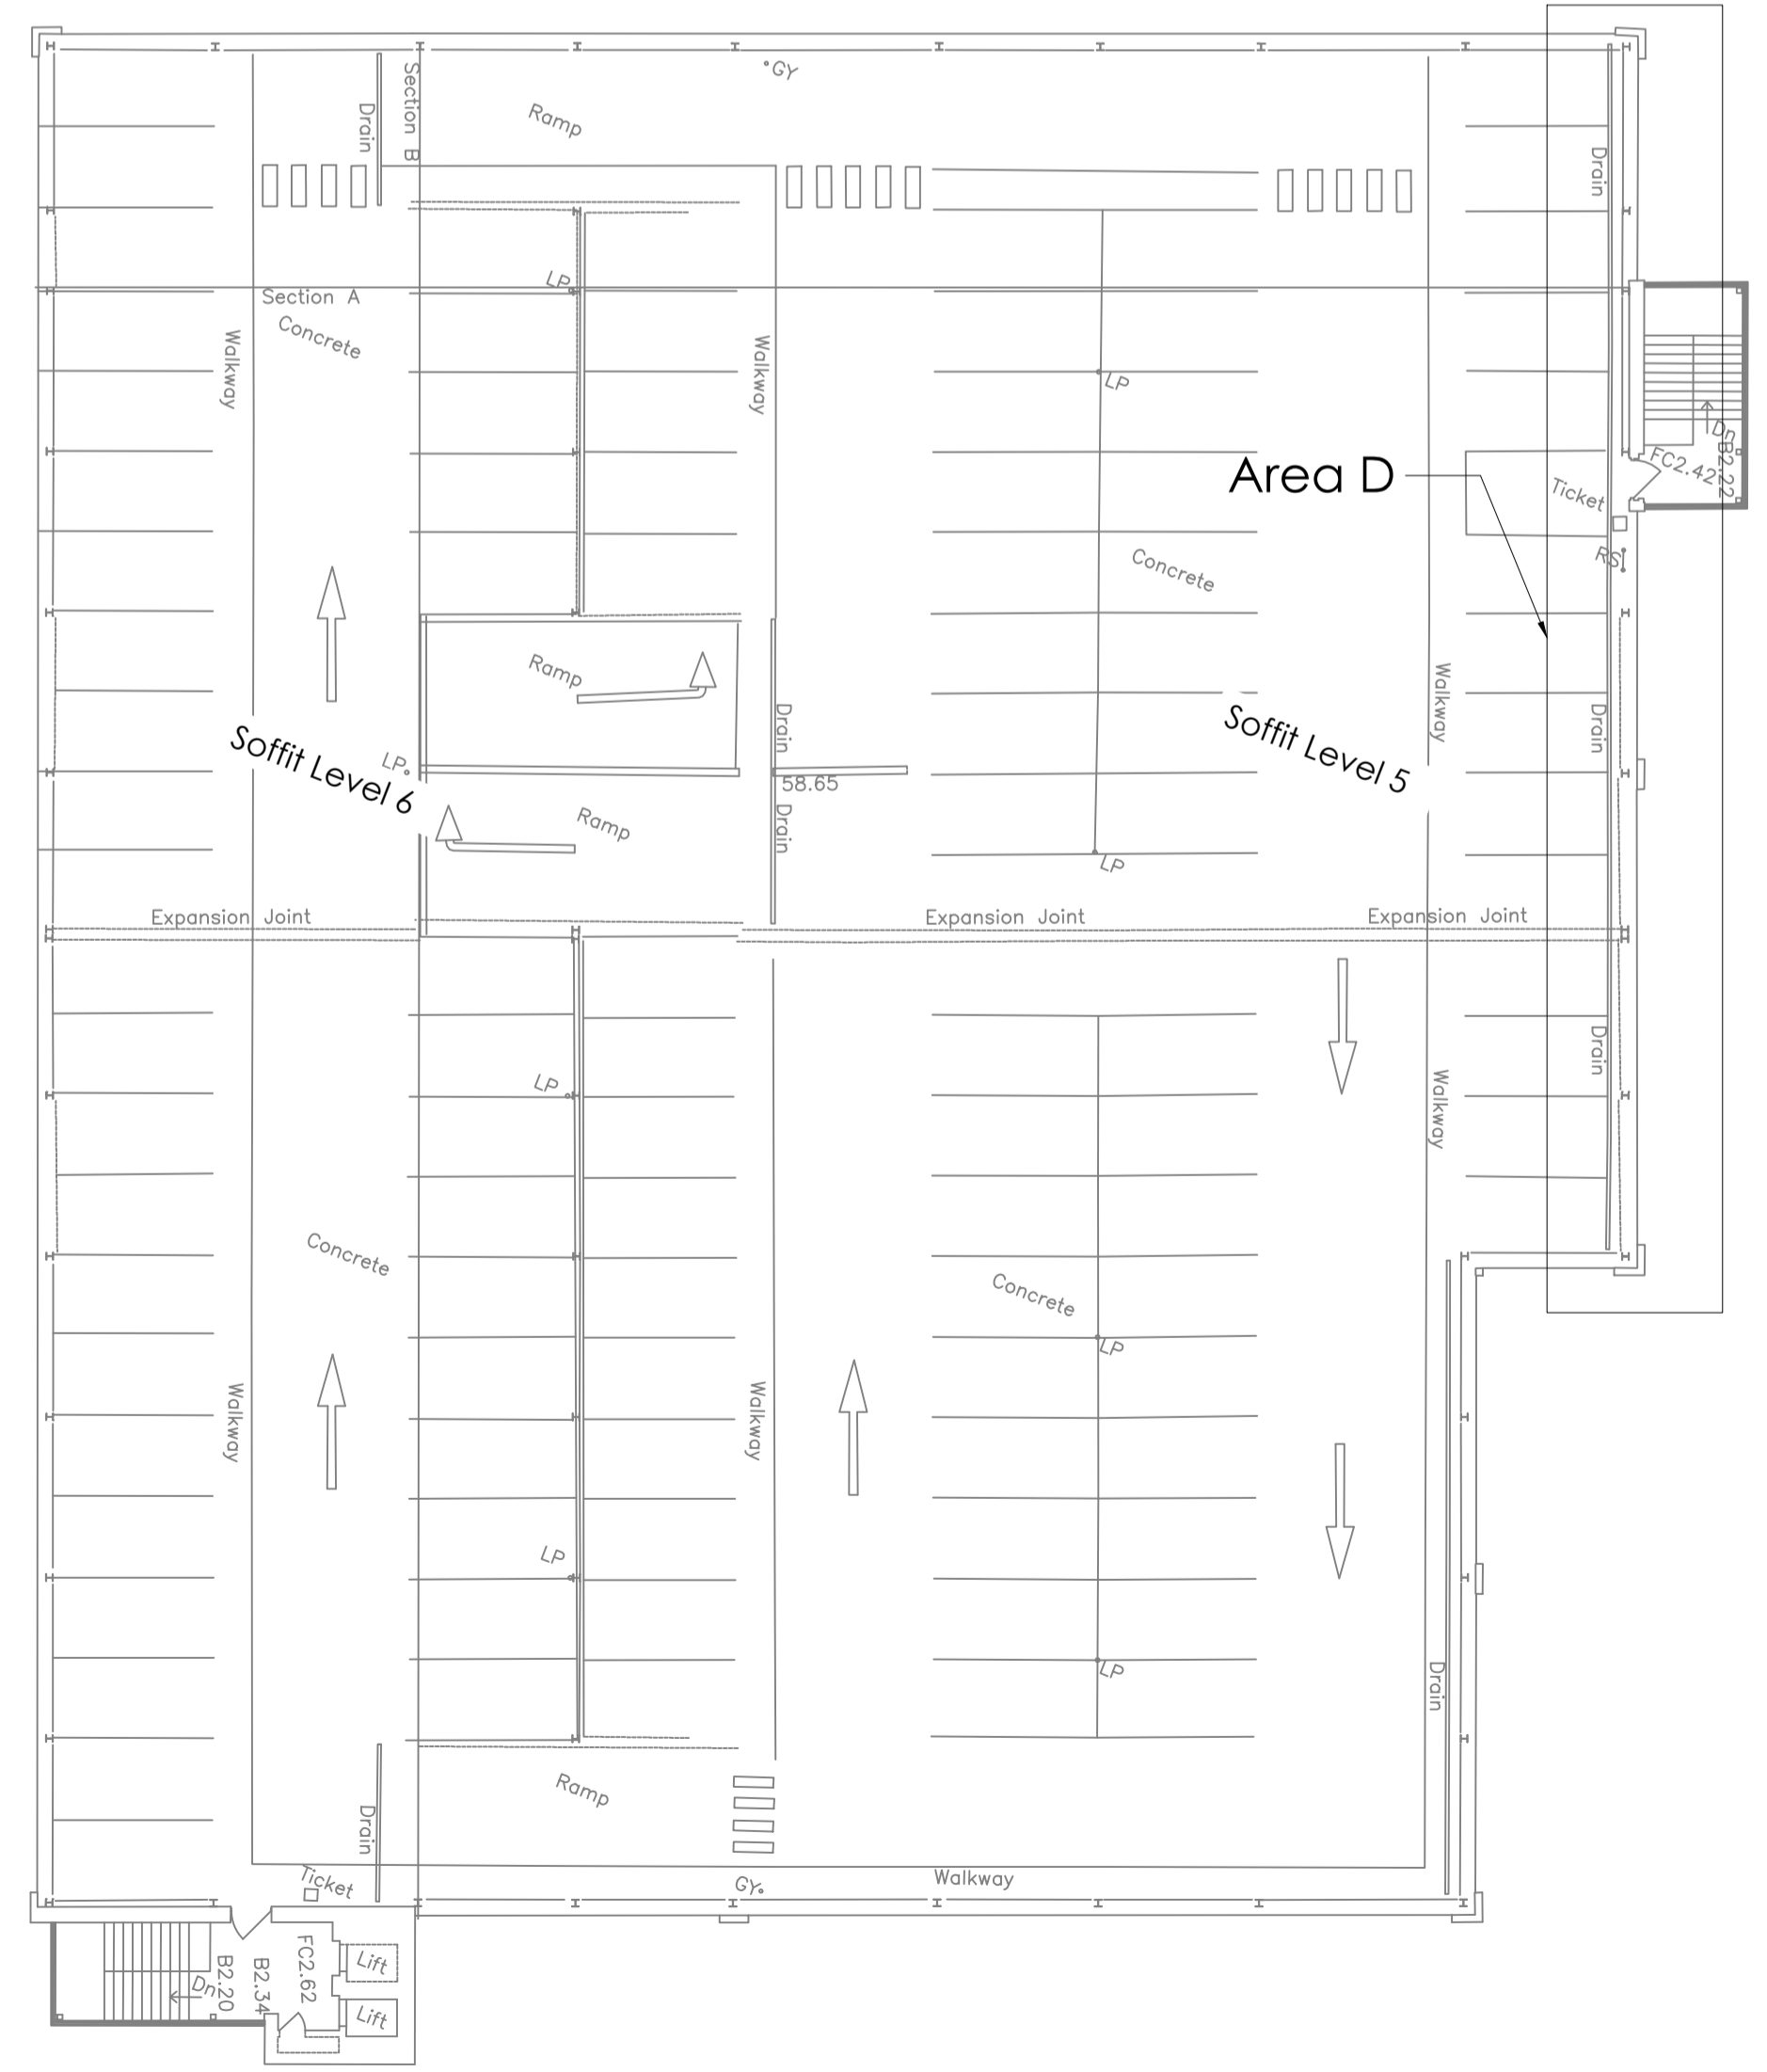 GY
Section B
Drain
Ramp
Drain
Section A
LP
Concrete
Walkway
Walkway
LP
Dn
B2.22
FC2.42
Area D
Ticket
Concrete
RS
Ramp
Walkway
Drain
Drain
Soffit Level 6
LP
Soffit Level 5
58.65
Ramp
Drain
LP
Expansion Joint
Expansion Joint
Expansion Joint
Drain
LP
Walkway
Concrete
Concrete
LP
Walkway
Walkway
LP
LP
Drain
Ramp
Drain
Ticket
GY
Walkway
Lift
FC2.62
B2.34
B2.20
Dn
Lift